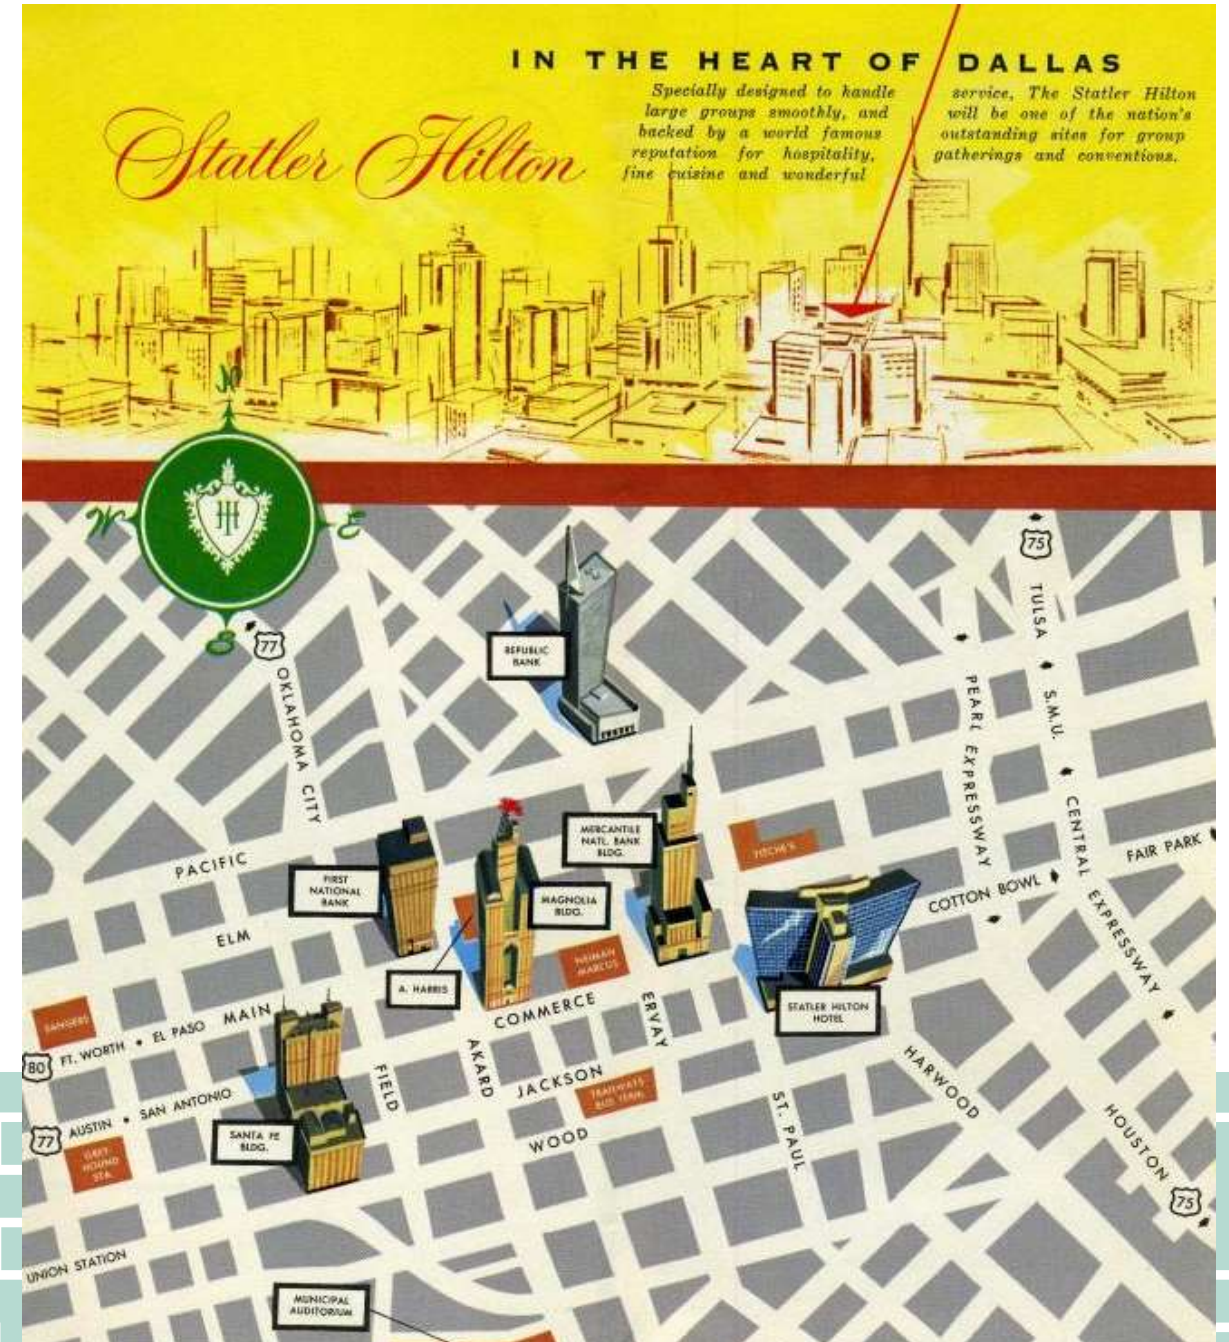 IN THE HEART OF DALLAS
Statler Hilton
Specially designed to handle
large groups smoothly, and
backed by a world famous
reputation for hospitality,
fine cuisine and wonderful
service, The Statler Hilton
will be one of the nation's
outstanding sites for group
gatherings and conventions.
N
W
E
S
H
75
TULSA
S.M.U.
CENTRAL EXPRESSWAY
PEARL EXPRESSWAY
77
OKLAHOMA CITY
REPUBLIC
BANK
MERCANTILE
NATL. BANK
BLDG.
TITCHE'S
FAIR PARK
COTTON BOWL
PACIFIC
FIRST
NATIONAL
BANK
MAGNOLIA
BLDG.
ELM
A. HARRIS
NEIMAN
MARCUS
STATLER HILTON
HOTEL
SANGERS
MAIN
COMMERCE
ERVAY
80
FT. WORTH • EL PASO
FIELD
AKARD
JACKSON
TRAILWAYS
BUS TERM.
HARWOOD
77
AUSTIN • SAN ANTONIO
SANTA FE
BLDG.
WOOD
ST. PAUL
HOUSTON
75
GREY-
HOUND
STA.
UNION STATION
MUNICIPAL
AUDITORIUM